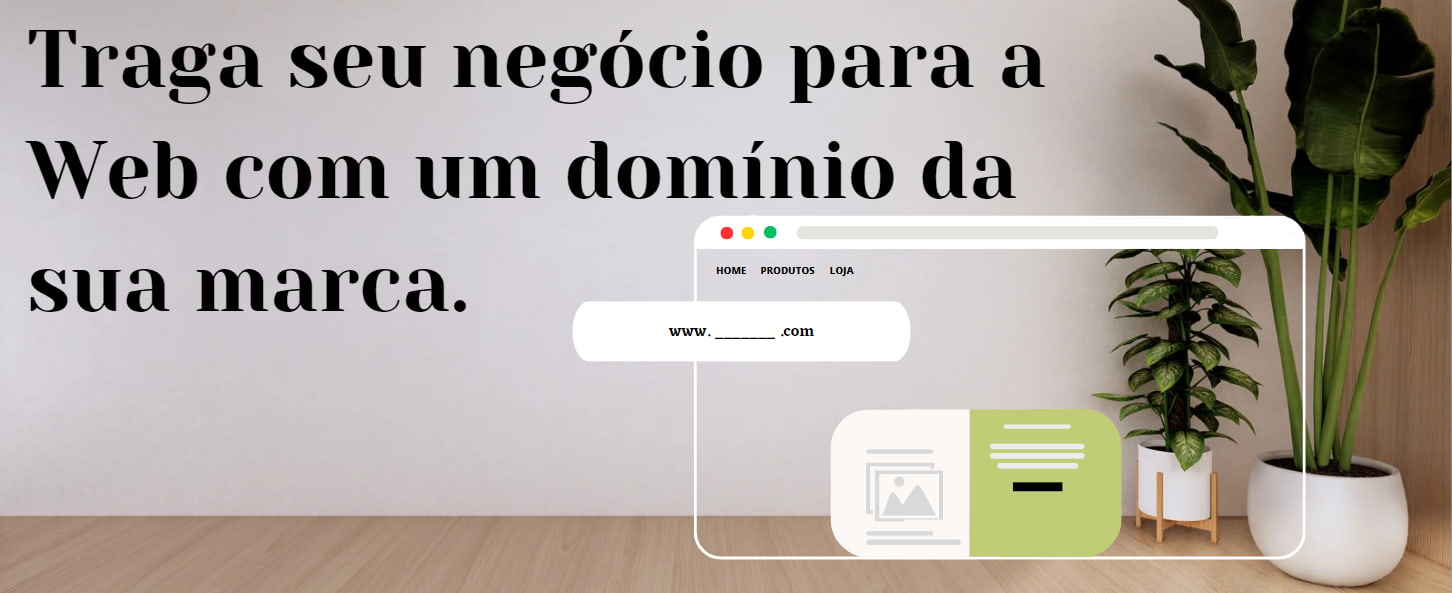 Traga seu negócio para a
Web com um domínio da
sua marca.
HOME PRODUTOS LOJA
www. _______ .com